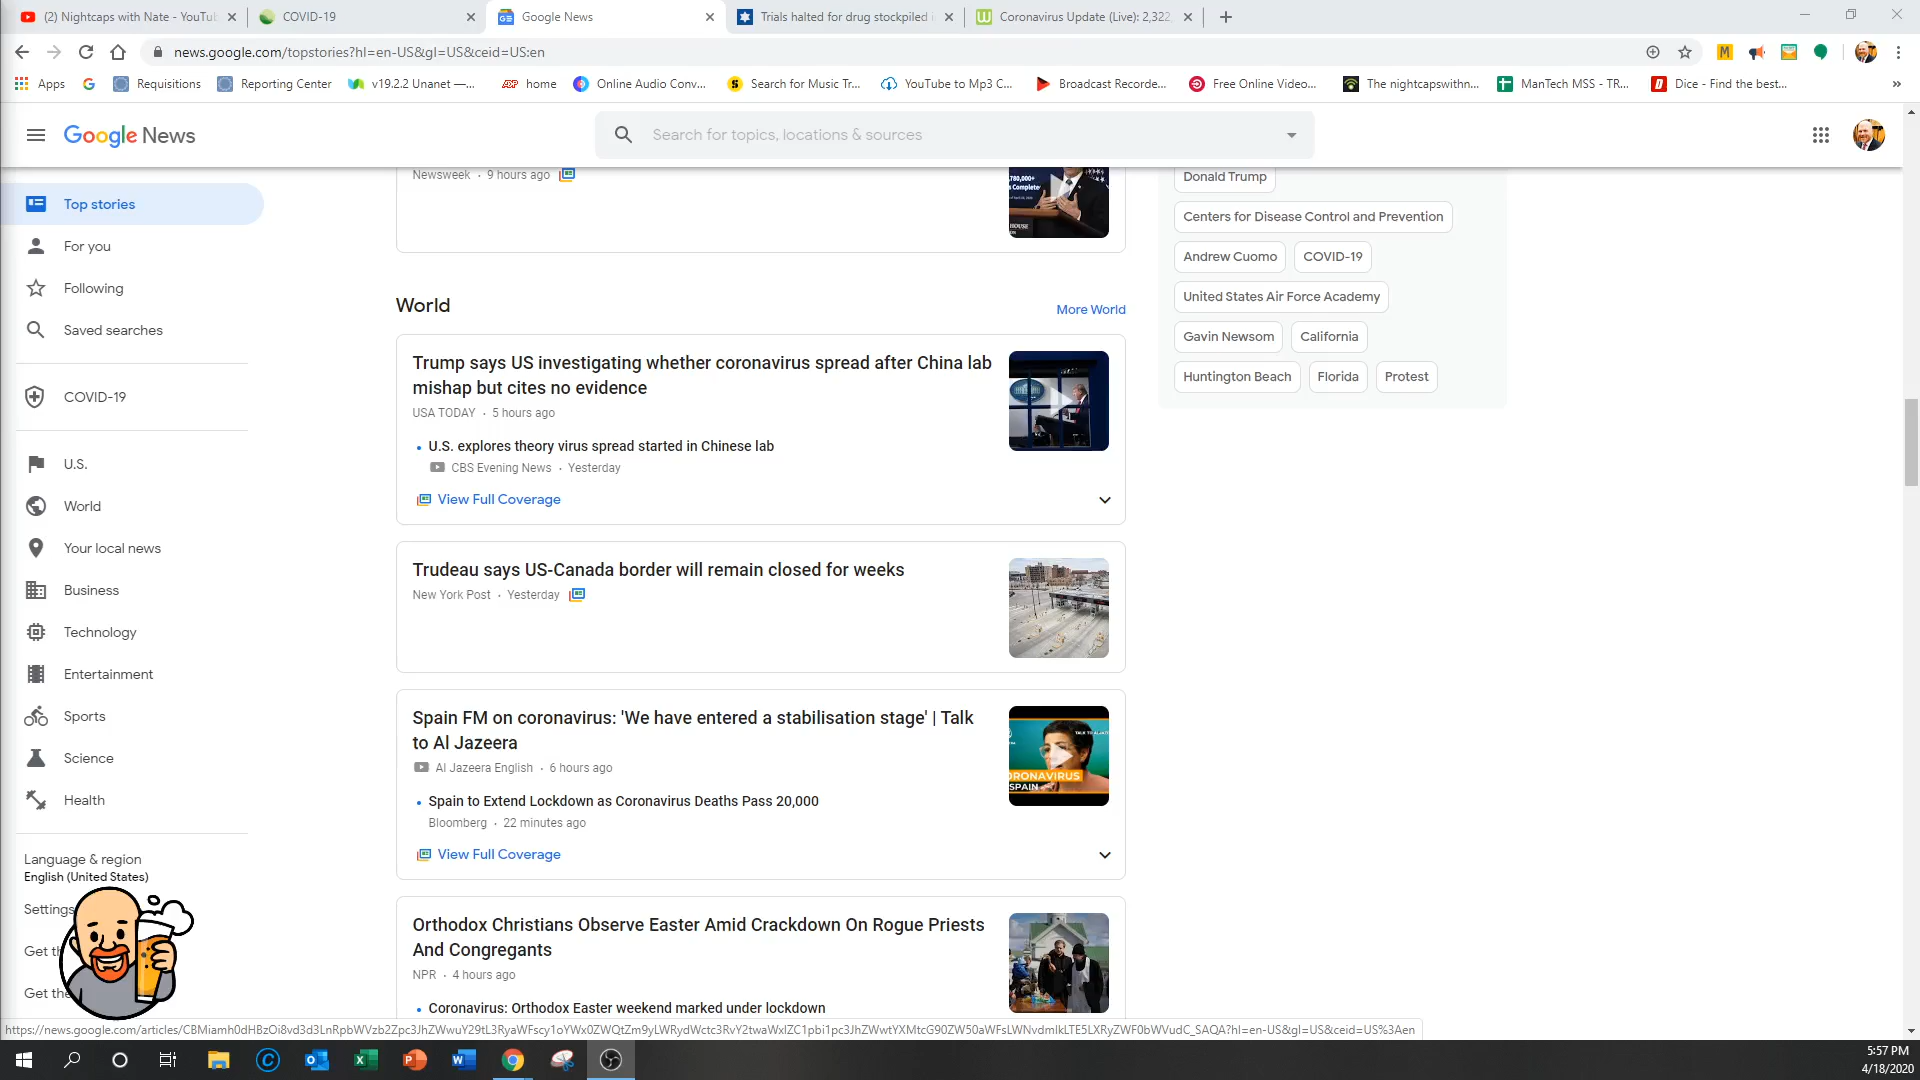 (2) Nightcaps with Nate - YouTu
COVID-19
Google News
Trials halted for drug stockpiled i
Coronavirus Update (Live): 2,322
news.google.com/topstories?hl=en-US&gl=US&ceid=US:en
Apps
Requisitions
Reporting Center
v19.2.2 Unanet —...
home
Online Audio Conv...
Search for Music Tr...
YouTube to Mp3 C...
Broadcast Recorde...
Free Online Video...
The nightcapswithn...
ManTech MSS - TR...
Dice - Find the best...
Google News
Search for topics, locations & sources
Top stories
For you
Following
Saved searches
COVID-19
U.S.
World
Your local news
Business
Technology
Entertainment
Sports
Science
Health
Language & region
English (United States)
Settings
Get th
Get the
Newsweek · 9 hours ago
World
More World
Trump says US investigating whether coronavirus spread after China lab
mishap but cites no evidence
USA TODAY · 5 hours ago
U.S. explores theory virus spread started in Chinese lab
CBS Evening News · Yesterday
View Full Coverage
Trudeau says US-Canada border will remain closed for weeks
New York Post · Yesterday
Spain FM on coronavirus: 'We have entered a stabilisation stage' | Talk
to Al Jazeera
Al Jazeera English · 6 hours ago
Spain to Extend Lockdown as Coronavirus Deaths Pass 20,000
Bloomberg · 22 minutes ago
View Full Coverage
CORONAVIRUS
SPAIN
Orthodox Christians Observe Easter Amid Crackdown On Rogue Priests
And Congregants
NPR · 4 hours ago
Coronavirus: Orthodox Easter weekend marked under lockdown
Donald Trump
Centers for Disease Control and Prevention
Andrew Cuomo
COVID-19
United States Air Force Academy
Gavin Newsom
California
Huntington Beach
Florida
Protest
5:57 PM
4/18/2020